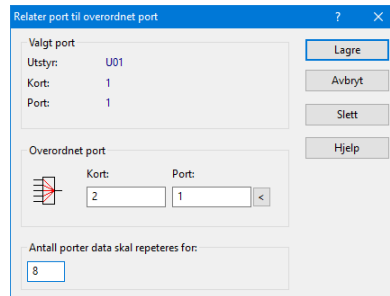 Relater port til overordnet port ? ×
Valgt port
Utstyr: U01
Kort: 1
Port: 1
Lagre
Avbryt
Slett
Hjelp
Overordnet port
Kort: Port:
2 1 <
Antall porter data skal repeteres for:
8